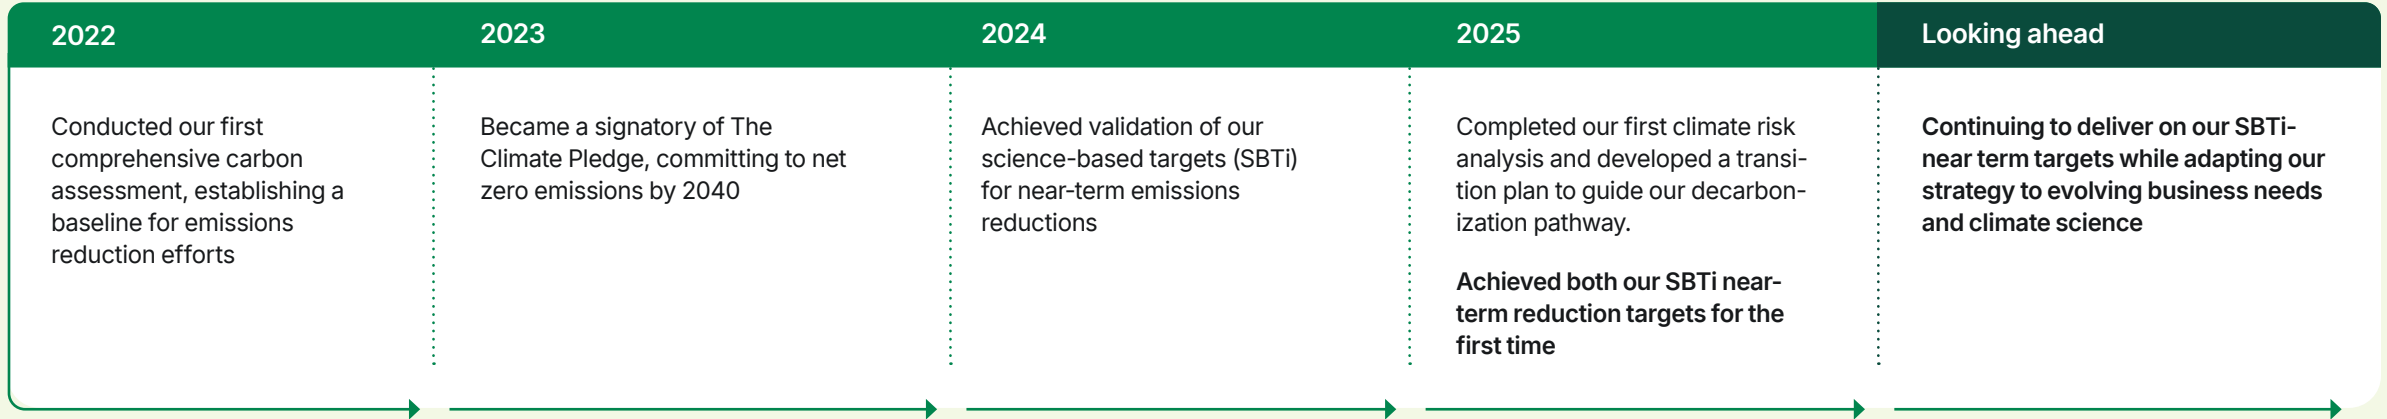 2022
Conducted our first
comprehensive carbon
assessment, establishing a
baseline for emissions
reduction efforts
2023
Became a signatory of The
Climate Pledge, committing to net
zero emissions by 2040
2024
Achieved validation of our
science-based targets (SBTi)
for near-term emissions
reductions
2025
Completed our first climate risk
analysis and developed a transi-
tion plan to guide our decarbon-
ization pathway.
Achieved both our SBTi near-
term reduction targets for the
first time
Looking ahead
Continuing to deliver on our SBTi-
near term targets while adapting our
strategy to evolving business needs
and climate science